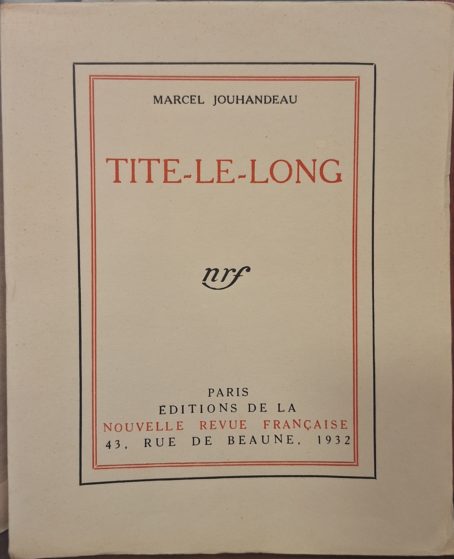 MARCEL JOUHANDEAU
TITE-LE-LONG
nrf
PARIS
ÉDITIONS DE LA
NOUVELLE REVUE FRANÇAISE
43, RUE DE BEAUNE, 1932